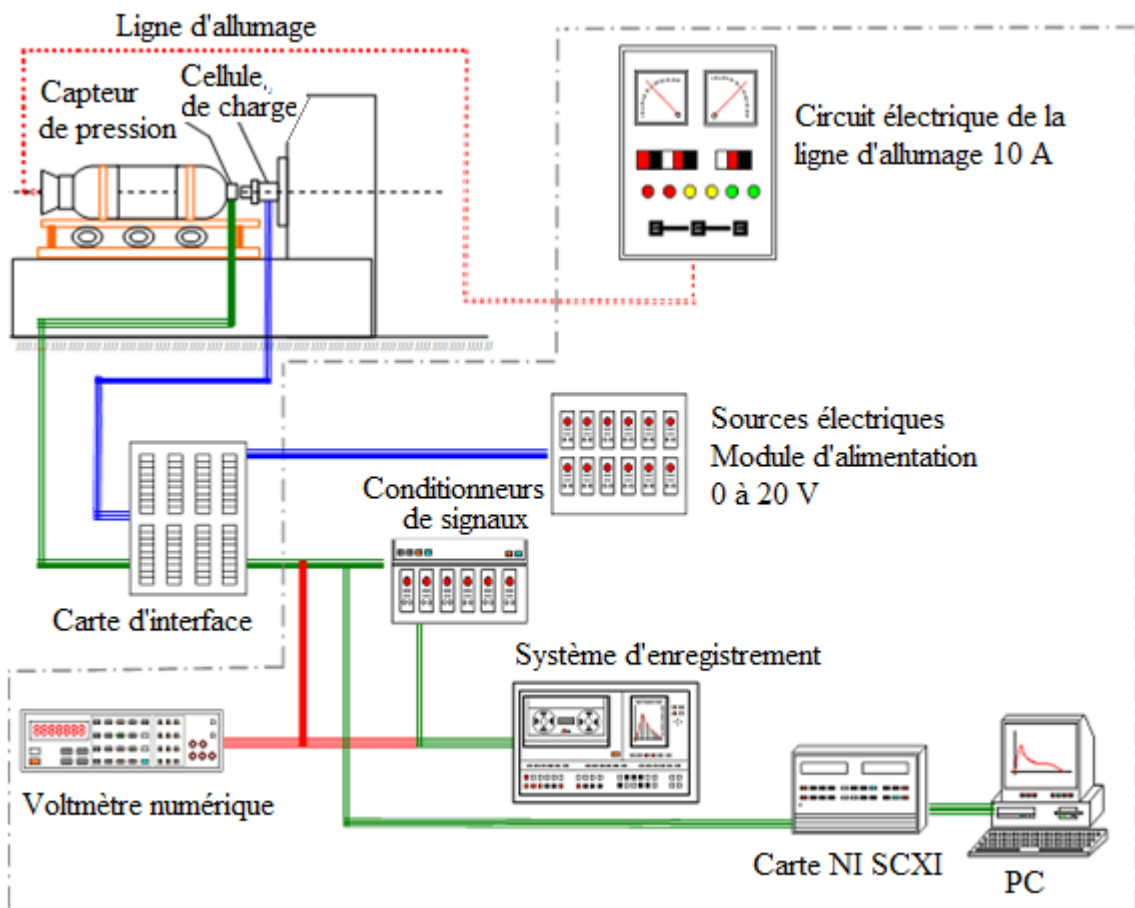 Ligne d'allumage
Cellule,
de charge
Capteur
de pression
Circuit électrique de la
ligne d'allumage 10 A
Sources électriques
Module d'alimentation
0 à 20 V
Conditionneurs
de signaux
Carte d'interface
Système d'enregistrement
Voltmètre numérique
Carte NI SCXI
PC